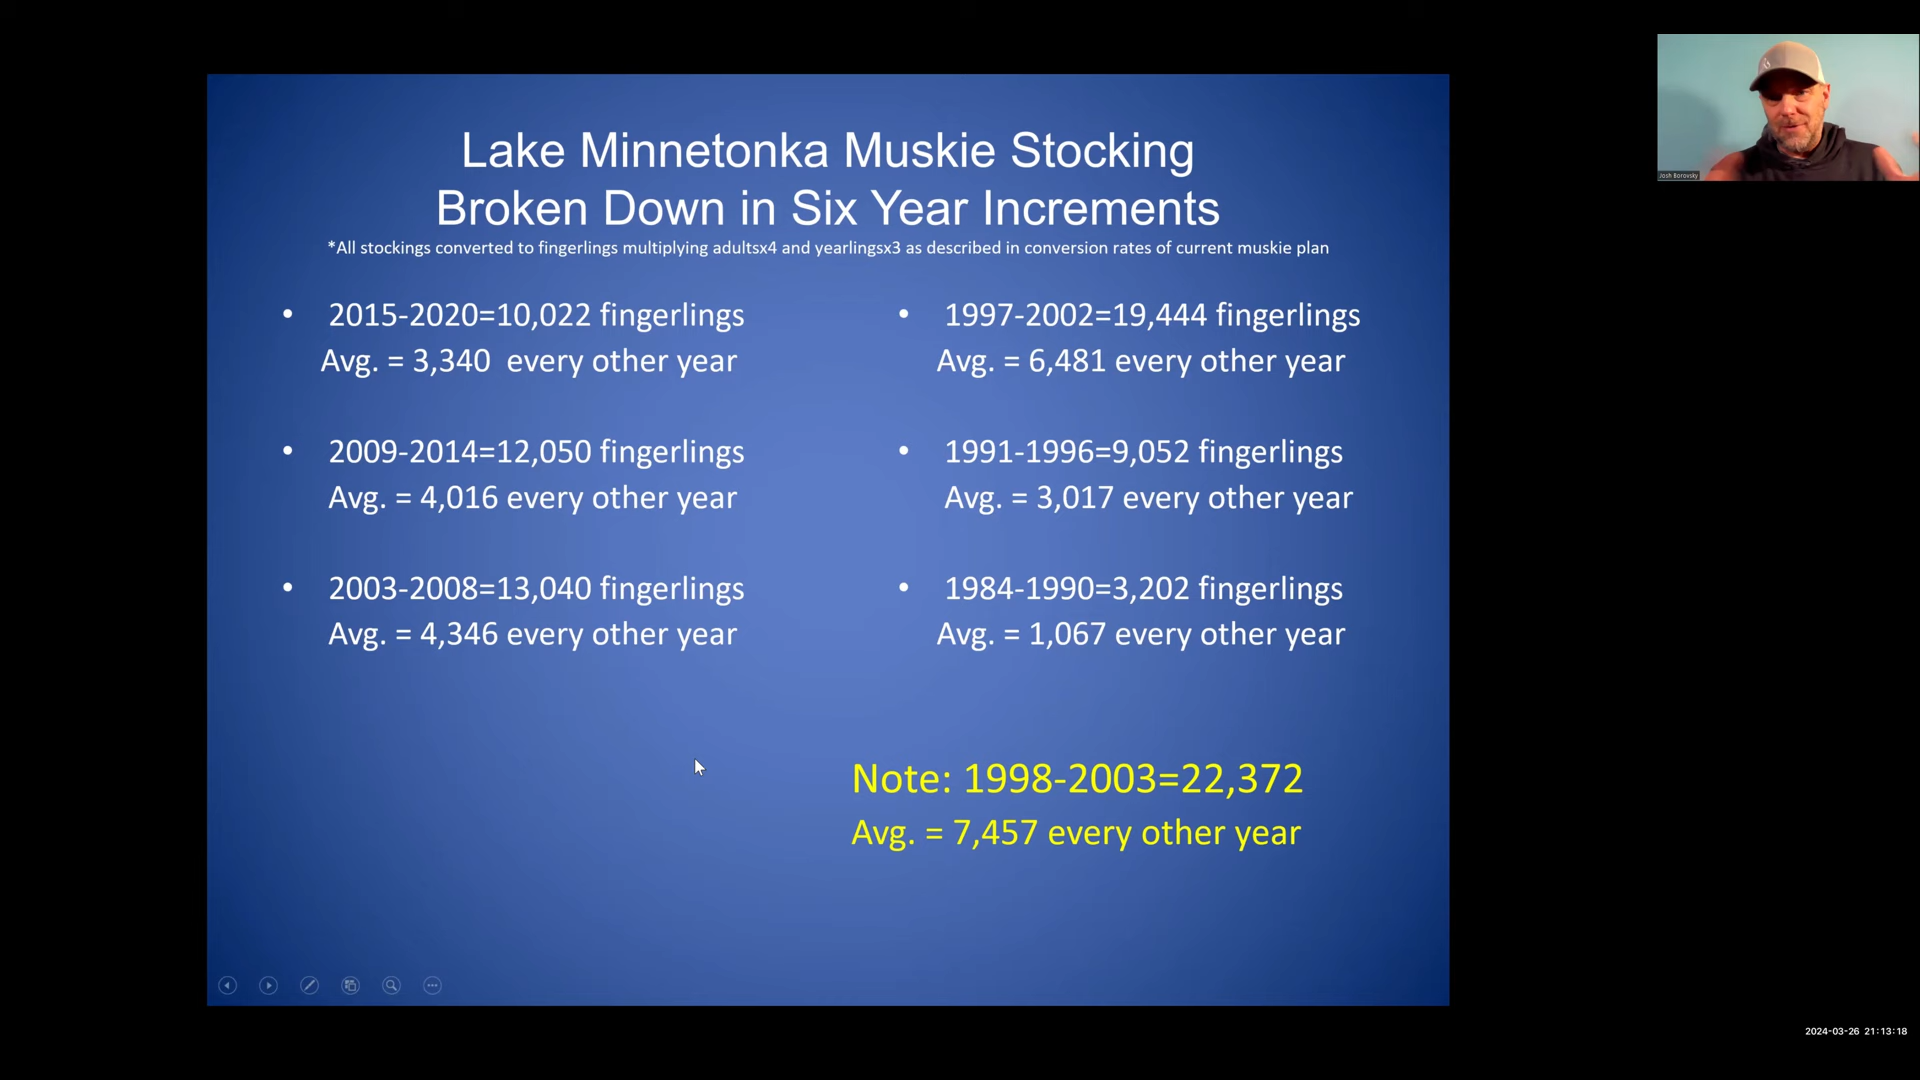 Lake Minnetonka Muskie Stocking
Broken Down in Six Year Increments
*All stockings converted to fingerlings multiplying adultsx4 and yearlingsx3 as described in conversion rates of current muskie plan
• 2015-2020=10,022 fingerlings
Avg. = 3,340 every other year
• 2009-2014=12,050 fingerlings
Avg. = 4,016 every other year
• 2003-2008=13,040 fingerlings
Avg. = 4,346 every other year
• 1997-2002=19,444 fingerlings
Avg. = 6,481 every other year
• 1991-1996=9,052 fingerlings
Avg. = 3,017 every other year
• 1984-1990=3,202 fingerlings
Avg. = 1,067 every other year
Note: 1998-2003=22,372
Avg. = 7,457 every other year
Josh Borovsky
2024-03-26 21:13:18